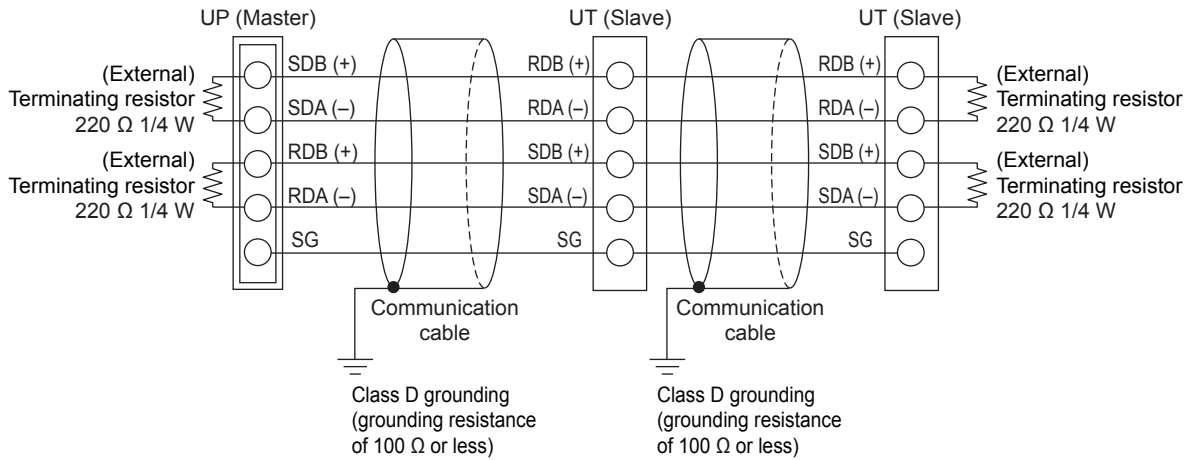 UP (Master)
UT (Slave)
UT (Slave)
(External)
Terminating resistor
220 Ω 1/4 W
(External)
Terminating resistor
220 Ω 1/4 W
SDB (+)
SDA (–)
RDB (+)
RDA (–)
SG
RDB (+)
RDA (–)
SDB (+)
SDA (–)
SG
RDB (+)
RDA (–)
SDB (+)
SDA (–)
SG
(External)
Terminating resistor
220 Ω 1/4 W
(External)
Terminating resistor
220 Ω 1/4 W
Communication
cable
Communication
cable
Class D grounding
(grounding resistance
of 100 Ω or less)
Class D grounding
(grounding resistance
of 100 Ω or less)